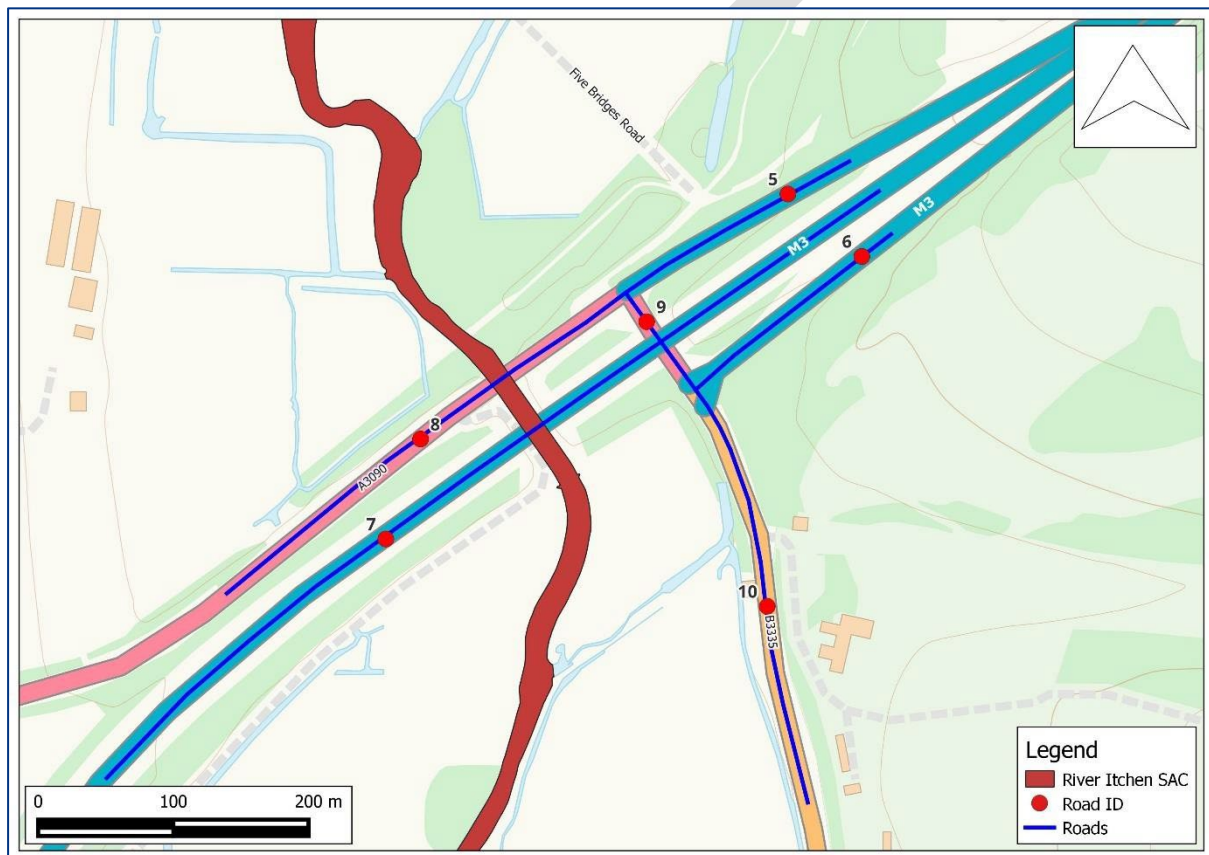 Five Bridges Road
5
M3
M3
6
9
8
A3090
7
10
B3335
Legend
River Itchen SAC
Road ID
Roads
0 100 200 m